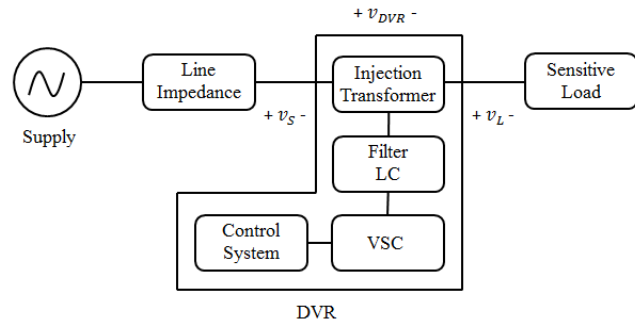 + v_DVR -
Line
Impedance
Injection
Transformer
Sensitive
Load
+ v_S -
+ v_L -
Supply
Filter
LC
Control
System
VSC
DVR